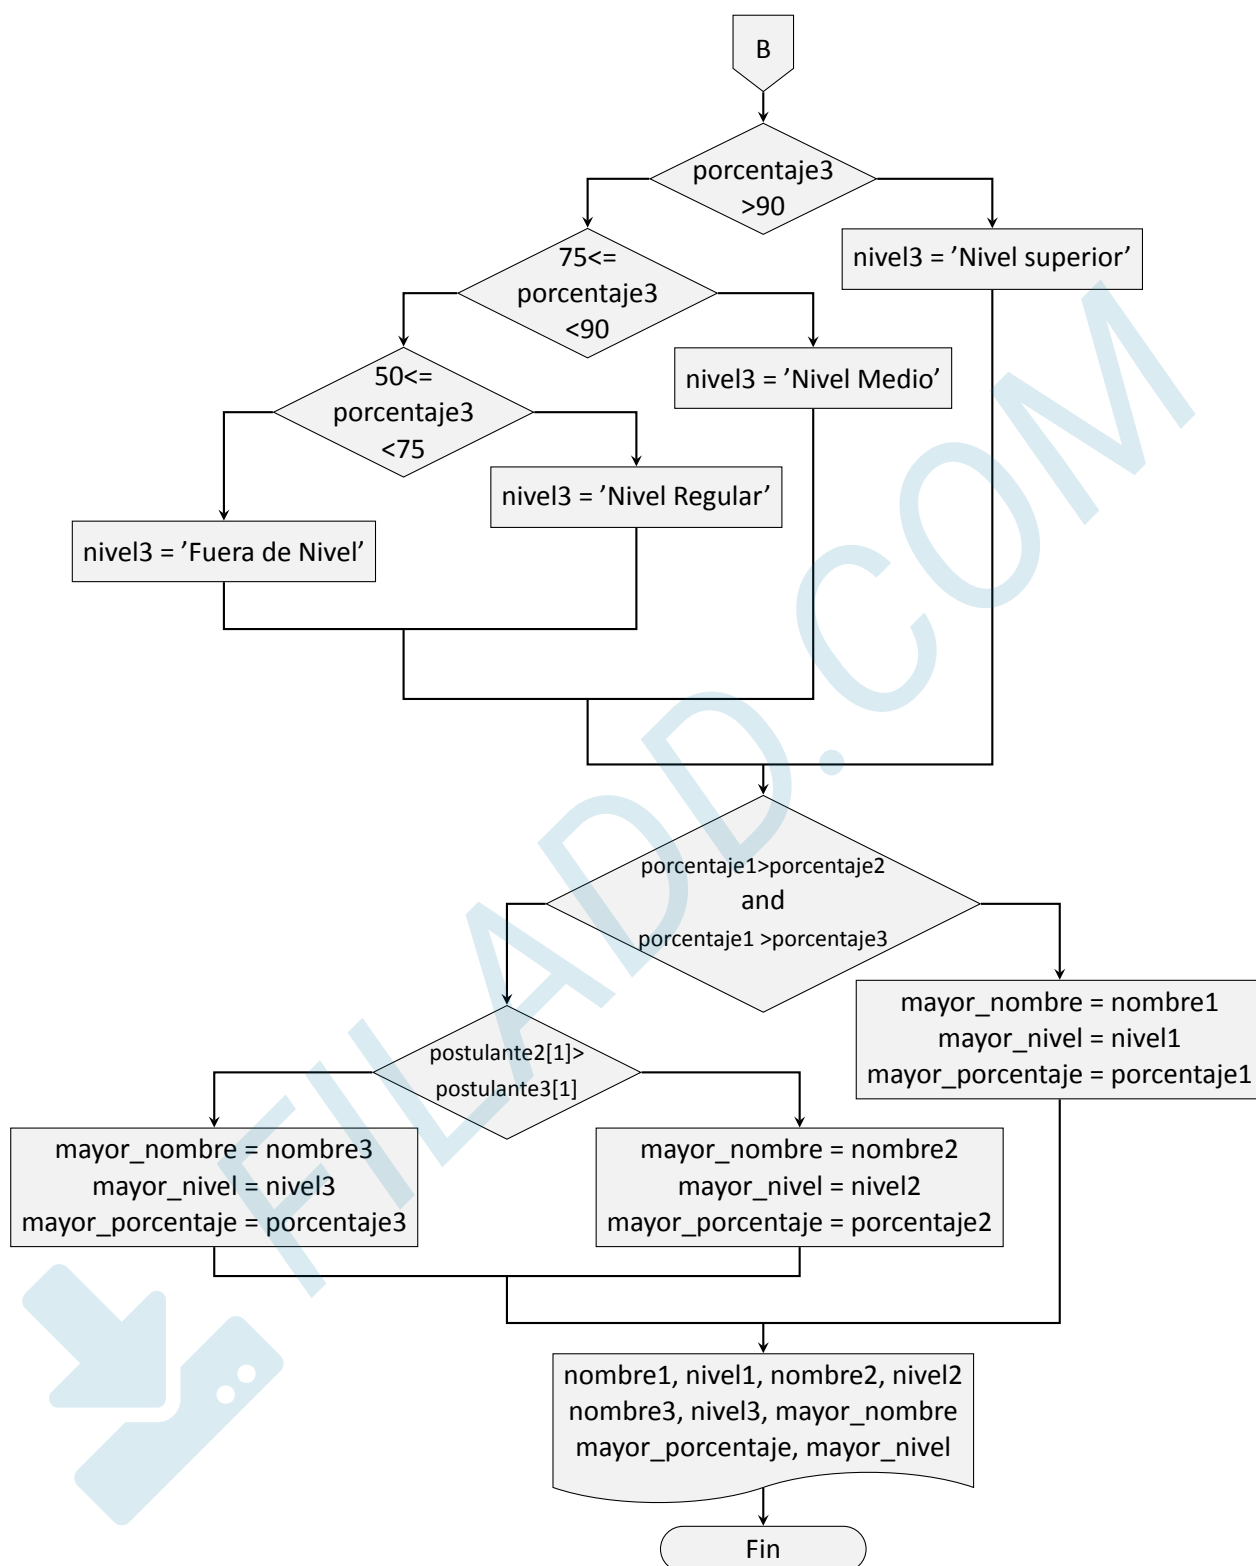 B
porcentaje3
>90
nivel3 = ’Nivel superior’
75<=
porcentaje3
<90
nivel3 = ’Nivel Medio’
50<=
porcentaje3
<75
nivel3 = ’Nivel Regular’
nivel3 = ’Fuera de Nivel’
porcentaje1>porcentaje2
and
porcentaje1 >porcentaje3
mayor_nombre = nombre1
mayor_nivel = nivel1
mayor_porcentaje = porcentaje1
postulante2[1]>
postulante3[1]
mayor_nombre = nombre3
mayor_nivel = nivel3
mayor_porcentaje = porcentaje3
mayor_nombre = nombre2
mayor_nivel = nivel2
mayor_porcentaje = porcentaje2
nombre1, nivel1, nombre2, nivel2
nombre3, nivel3, mayor_nombre
mayor_porcentaje, mayor_nivel
Fin
FILADD.COM